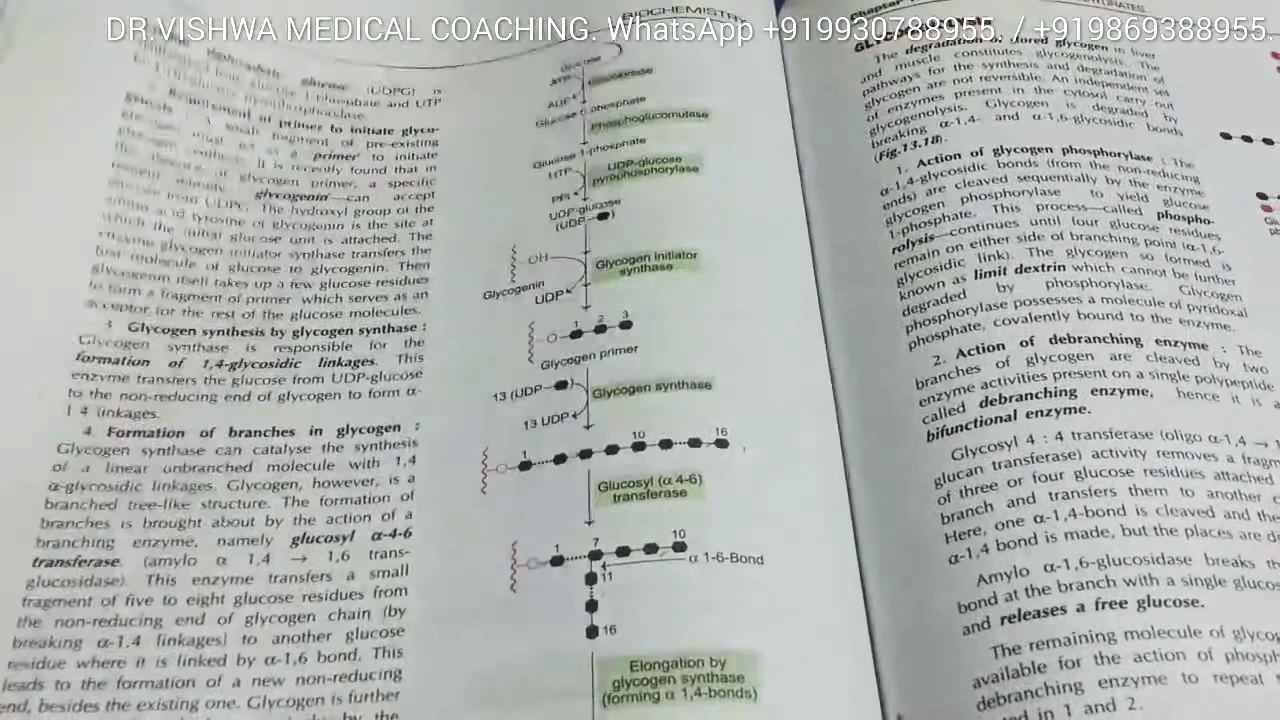 DR.VISHWA MEDICAL COACHING. WhatsApp +919930788955. / +919869388955.
BIOCHEMISTRY
(UDPG) is
and UTP
of primer to initiate glyco-
of pre-existing
primer to initiate
It is recently found that in
of glycogen primer, a specific
glycogenin—can accept
The hydroxyl group of the
amino acid tyrosine of glycogenin is the site at
which the initial glucose unit is attached. The
enzyme glycogen initiator synthase transfers the
first molecule of glucose to glycogenin. Then
glycogenin itself takes up a few glucose residues
to form a fragment of primer which serves as an
acceptor for the rest of the glucose molecules.
3. Glycogen synthesis by glycogen synthase :
Glycogen synthase is responsible for the
formation of 1,4-glycosidic linkages. This
enzyme transfers the glucose from UDP-glucose
to the non-reducing end of glycogen to form α-
1,4 linkages.
4. Formation of branches in glycogen :
Glycogen synthase can catalyse the synthesis
of a linear unbranched molecule with 1,4
α-glycosidic linkages. Glycogen, however, is a
branched tree-like structure. The formation of
branches is brought about by the action of a
branching enzyme, namely glucosyl α-4-6
transferase. (amylo α 1,4 → 1,6 trans-
glucosidase). This enzyme transfers a small
fragment of five to eight glucose residues from
the non-reducing end of glycogen chain (by
breaking α-1,4 linkages) to another glucose
residue where it is linked by α-1,6 bond. This
leads to the formation of a new non-reducing
end, besides the existing one. Glycogen is further
by the
Glucose
ADP
Glucose 6-phosphate
Phosphoglucomutase
Glucose 1-phosphate
UTP
UDP-glucose
pyrophosphorylase
PPi
UDP-glucose
(UDP– )
OH
Glycogen initiator
synthase
Glycogenin
UDP
1 2 3
O
Glycogen primer
13 (UDP– )
Glycogen synthase
13 UDP
1 10 16
Glucosyl (α 4-6)
transferase
1 7 10
α 1-6-Bond
11
16
Elongation by
glycogen synthase
(forming α 1,4-bonds)
Chapter
The degradation of stored glycogen in liver
and muscle constitutes glycogenolysis. The
pathways for the synthesis and degradation of
glycogen are not reversible. An independent set
of enzymes present in the cytosol carry out
glycogenolysis. Glycogen is degraded by
breaking α-1,4- and α-1,6-glycosidic bonds
(Fig.13.18).
1. Action of glycogen phosphorylase : The
α-1,4-glycosidic bonds (from the non-reducing
ends) are cleaved sequentially by the enzyme
glycogen phosphorylase to yield glucose
1-phosphate. This process—called phospho-
rolysis—continues until four glucose residues
remain on either side of branching point (α-1,6-
glycosidic link). The glycogen so formed is
known as limit dextrin which cannot be further
degraded by phosphorylase. Glycogen
phosphorylase possesses a molecule of pyridoxal
phosphate, covalently bound to the enzyme.
2. Action of debranching enzyme : The
branches of glycogen are cleaved by two
enzyme activities present on a single polypeptide
called debranching enzyme, hence it is a
bifunctional enzyme.
Glycosyl 4 : 4 transferase (oligo α-1,4 →
glucan transferase) activity removes a fragm
of three or four glucose residues attached
branch and transfers them to another
Here, one α-1,4-bond is cleaved and the
α-1,4 bond is made, but the places are di
Amylo α-1,6-glucosidase breaks th
bond at the branch with a single gluco
and releases a free glucose.
The remaining molecule of glycog
available for the action of phosph
debranching enzyme to repeat
in 1 and 2.